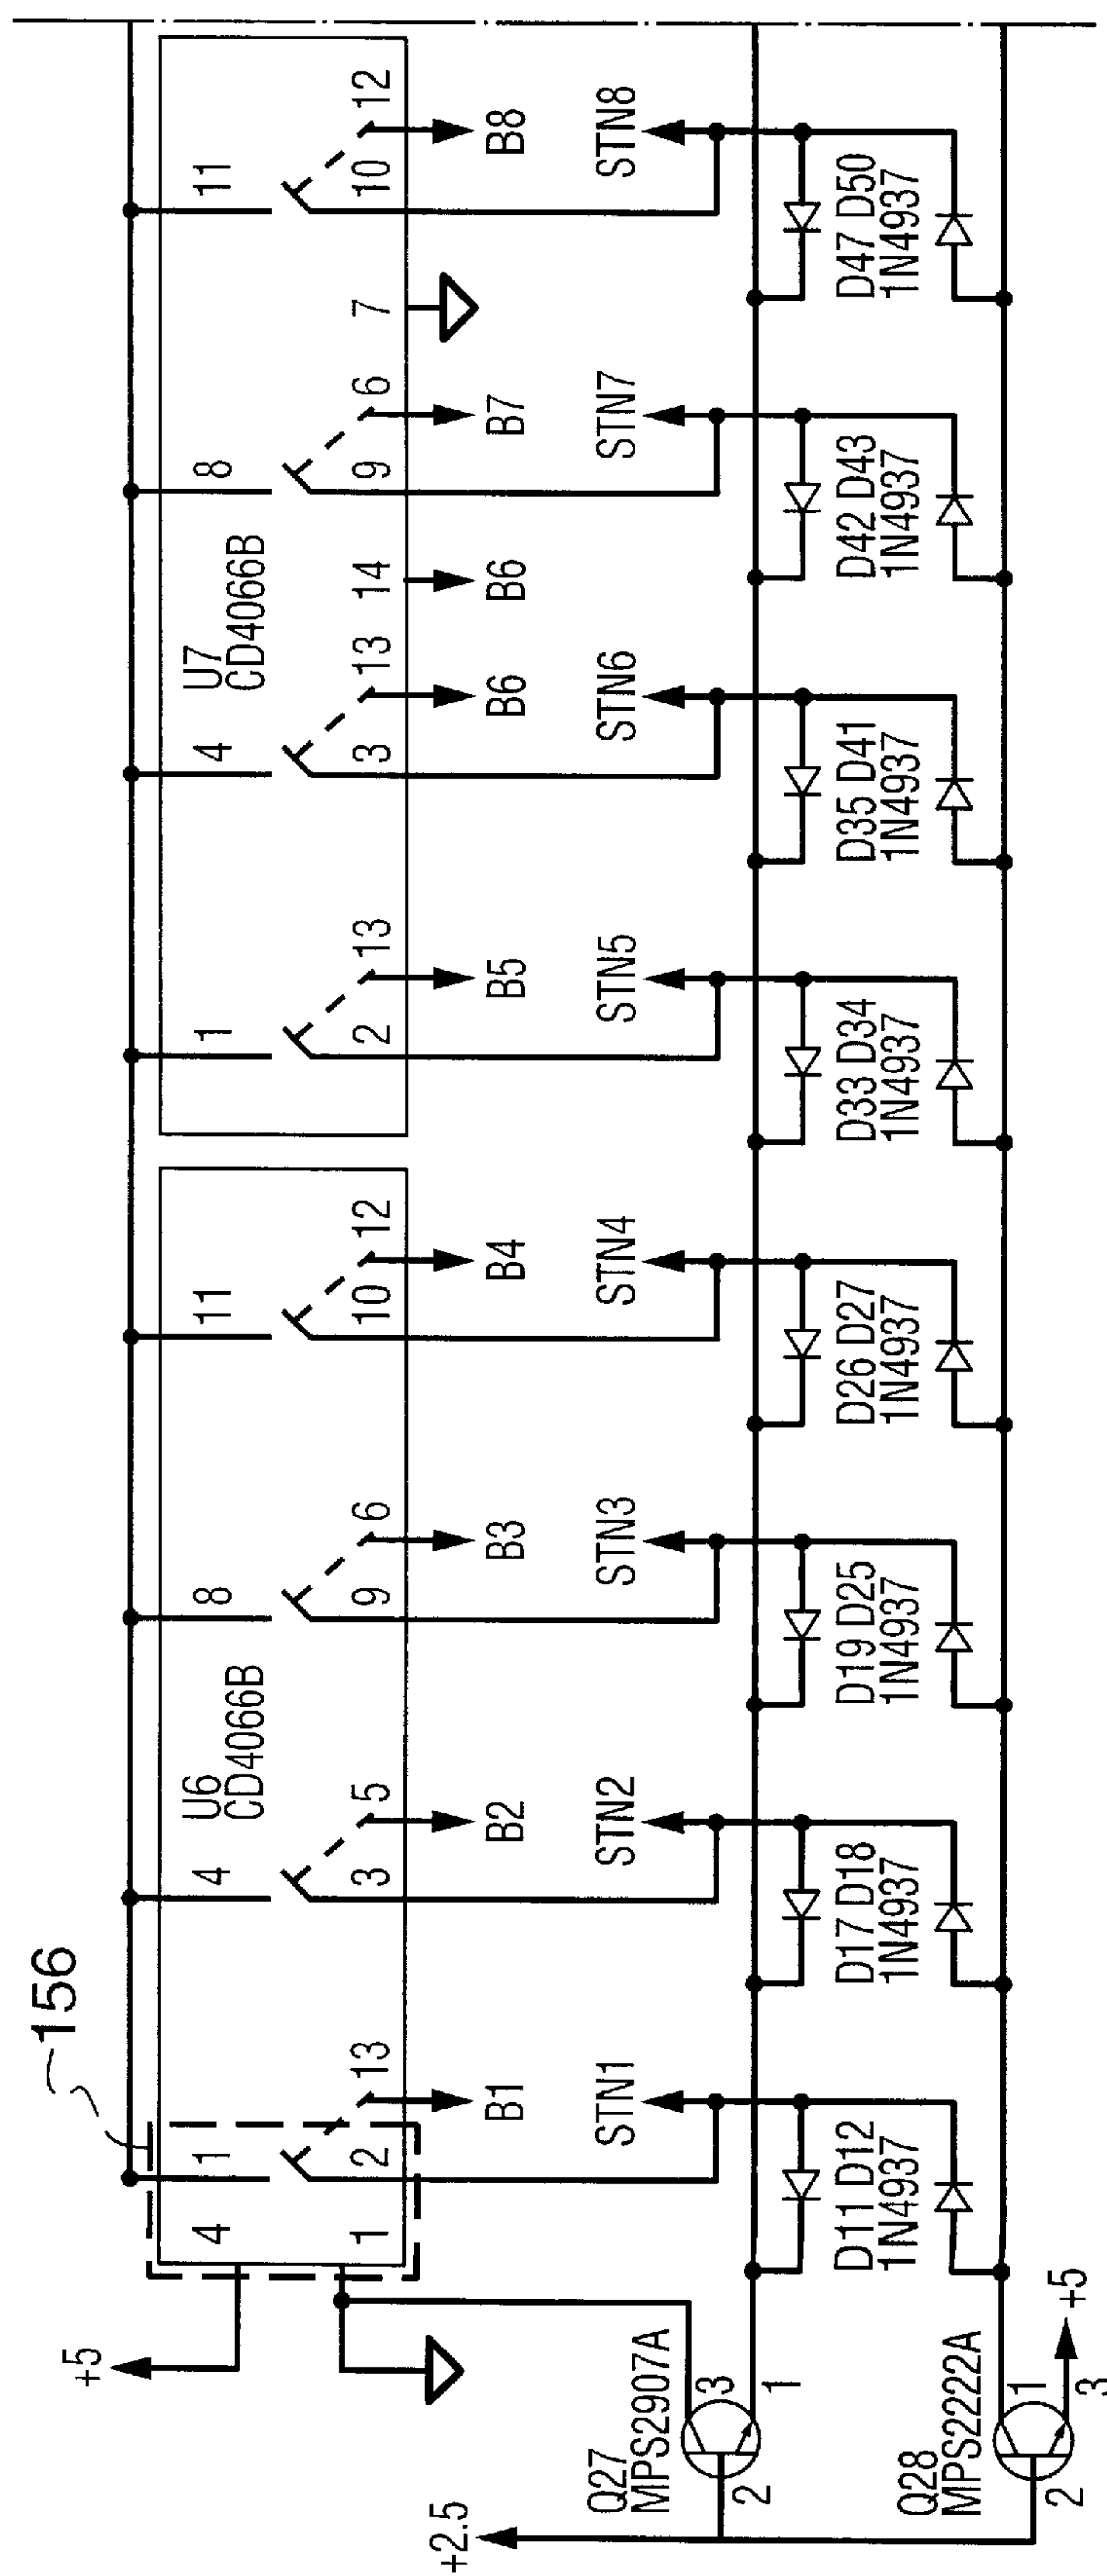 156
+5
4
1
1
2
13
B1
U6
CD4066B
4
3
5
B2
8
9
6
B3
11
10
12
B4
1
2
13
B5
U7
CD4066B
4
3
13
B6
14
B6
8
9
6
B7
7
11
10
12
B8
STN1
STN2
STN3
STN4
STN5
STN6
STN7
STN8
D11 D12
1N4937
D17 D18
1N4937
D19 D25
1N4937
D26 D27
1N4937
D33 D34
1N4937
D35 D41
1N4937
D42 D43
1N4937
D47 D50
1N4937
+2.5
Q27
MPS2907A
2
3
1
Q28
MPS2222A
2
1
3
+5